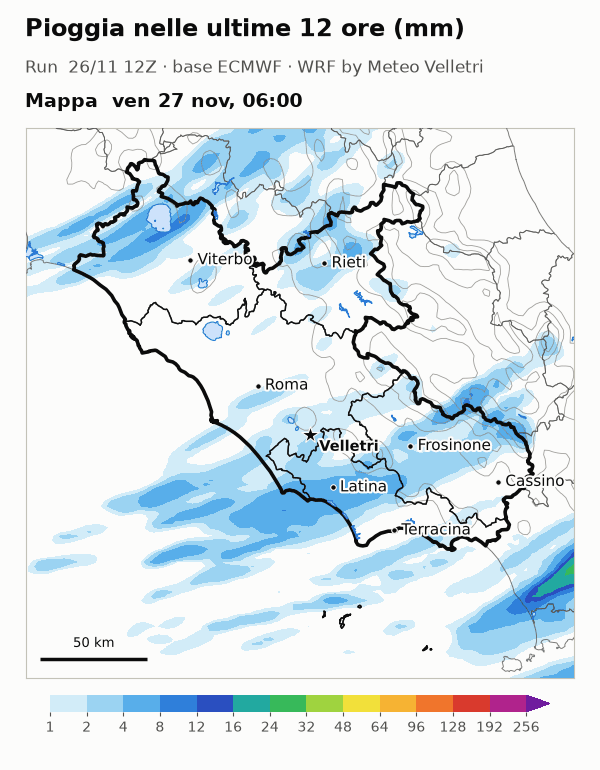 Pioggia nelle ultime 12 ore (mm)
Run 26/11 12Z · base ECMWF · WRF by Meteo Velletri
Mappa ven 27 nov, 06:00
Viterbo
Rieti
Roma
Velletri
Frosinone
Cassino
Latina
Terracina
50 km
1 2 4 8 12 16 24 32 48 64 96 128 192 256